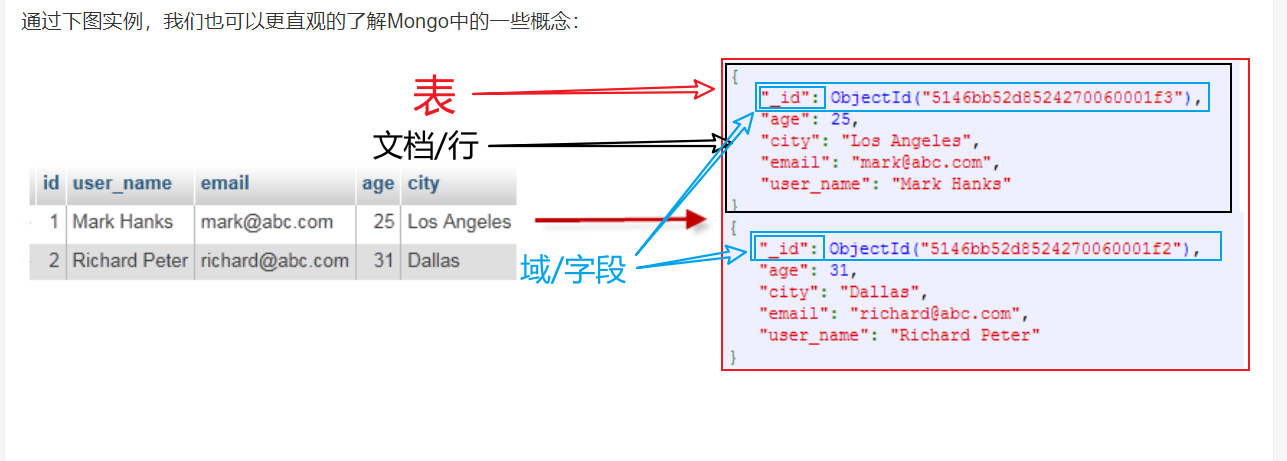 通过下图实例，我们也可以更直观的了解Mongo中的一些概念：
表
文档/行
id user_name email age city
1 Mark Hanks mark@abc.com 25 Los Angeles
2 Richard Peter richard@abc.com 31 Dallas
域/字段
{
"_id": ObjectId("5146bb52d8524270060001f3"),
"age": 25,
"city": "Los Angeles",
"email": "mark@abc.com",
"user_name": "Mark Hanks"
}
{
"_id": ObjectId("5146bb52d8524270060001f2"),
"age": 31,
"city": "Dallas",
"email": "richard@abc.com",
"user_name": "Richard Peter"
}